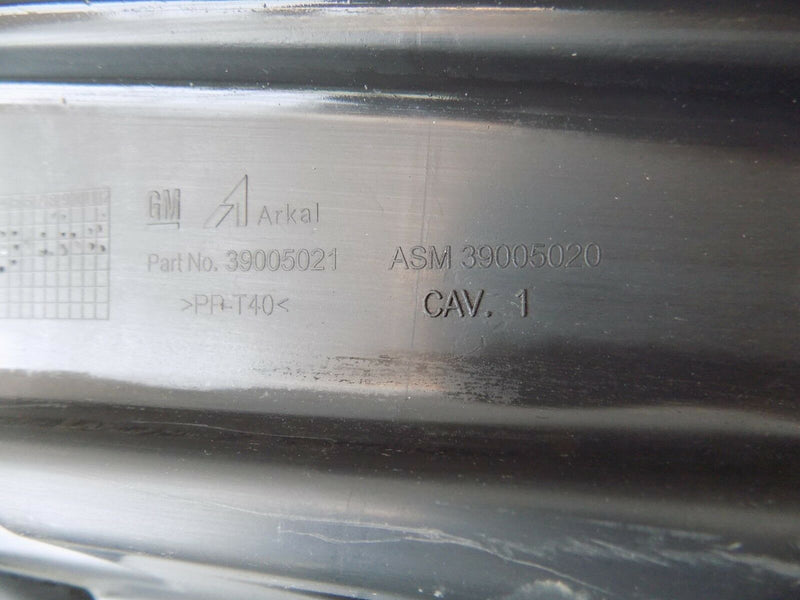 GM Arkal
Part No. 39005021 ASM 39005020
>PP-T40< CAV. 1